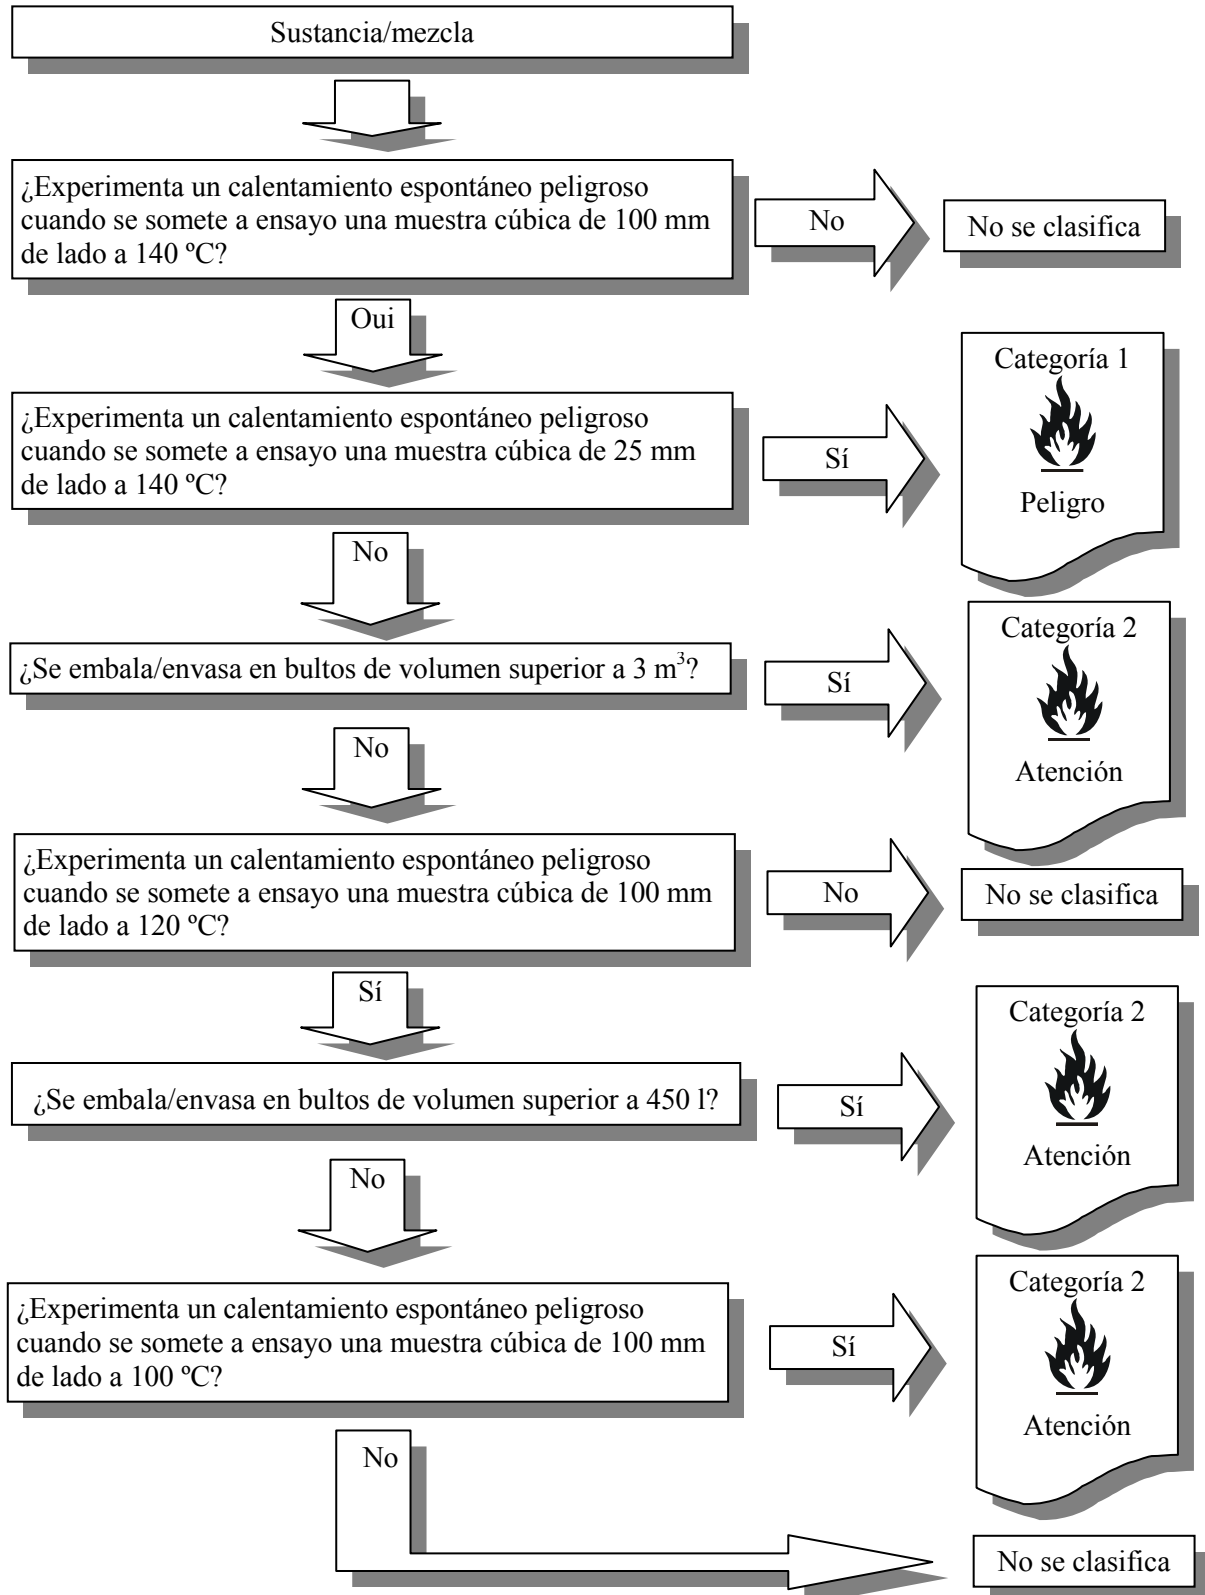 Sustancia/mezcla
¿Experimenta un calentamiento espontáneo peligroso
cuando se somete a ensayo una muestra cúbica de 100 mm
de lado a 140 ºC?
No
No se clasifica
Oui
¿Experimenta un calentamiento espontáneo peligroso
cuando se somete a ensayo una muestra cúbica de 25 mm
de lado a 140 ºC?
Sí
Categoría 1
Peligro
No
¿Se embala/envasa en bultos de volumen superior a 3 m³?
Sí
Categoría 2
Atención
No
¿Experimenta un calentamiento espontáneo peligroso
cuando se somete a ensayo una muestra cúbica de 100 mm
de lado a 120 ºC?
No
No se clasifica
Sí
¿Se embala/envasa en bultos de volumen superior a 450 l?
Sí
Categoría 2
Atención
No
¿Experimenta un calentamiento espontáneo peligroso
cuando se somete a ensayo una muestra cúbica de 100 mm
de lado a 100 ºC?
Sí
Categoría 2
Atención
No
No se clasifica